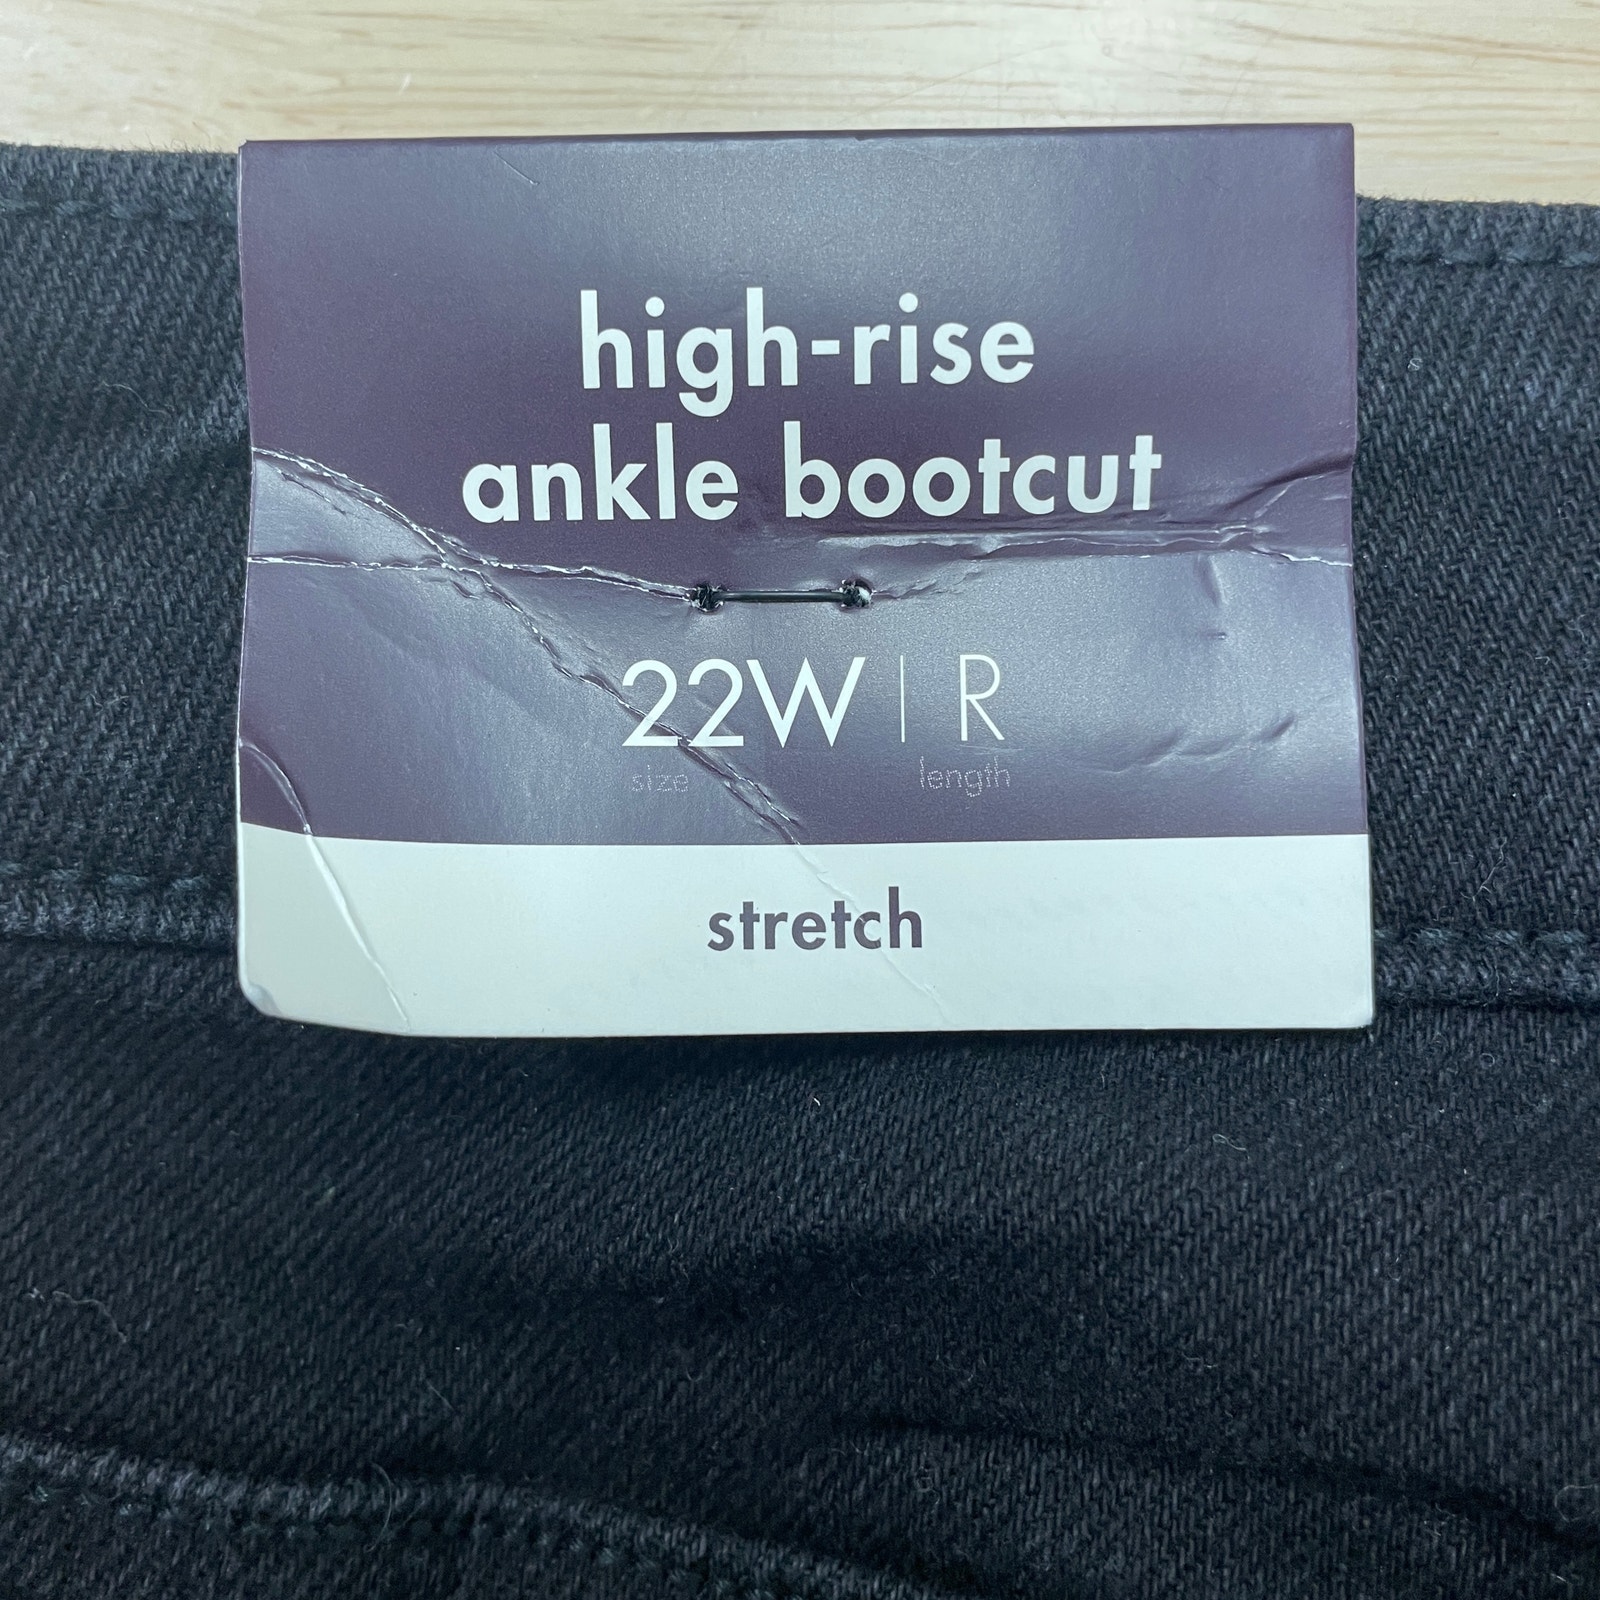 high-rise
ankle bootcut
22W | R
size length
stretch